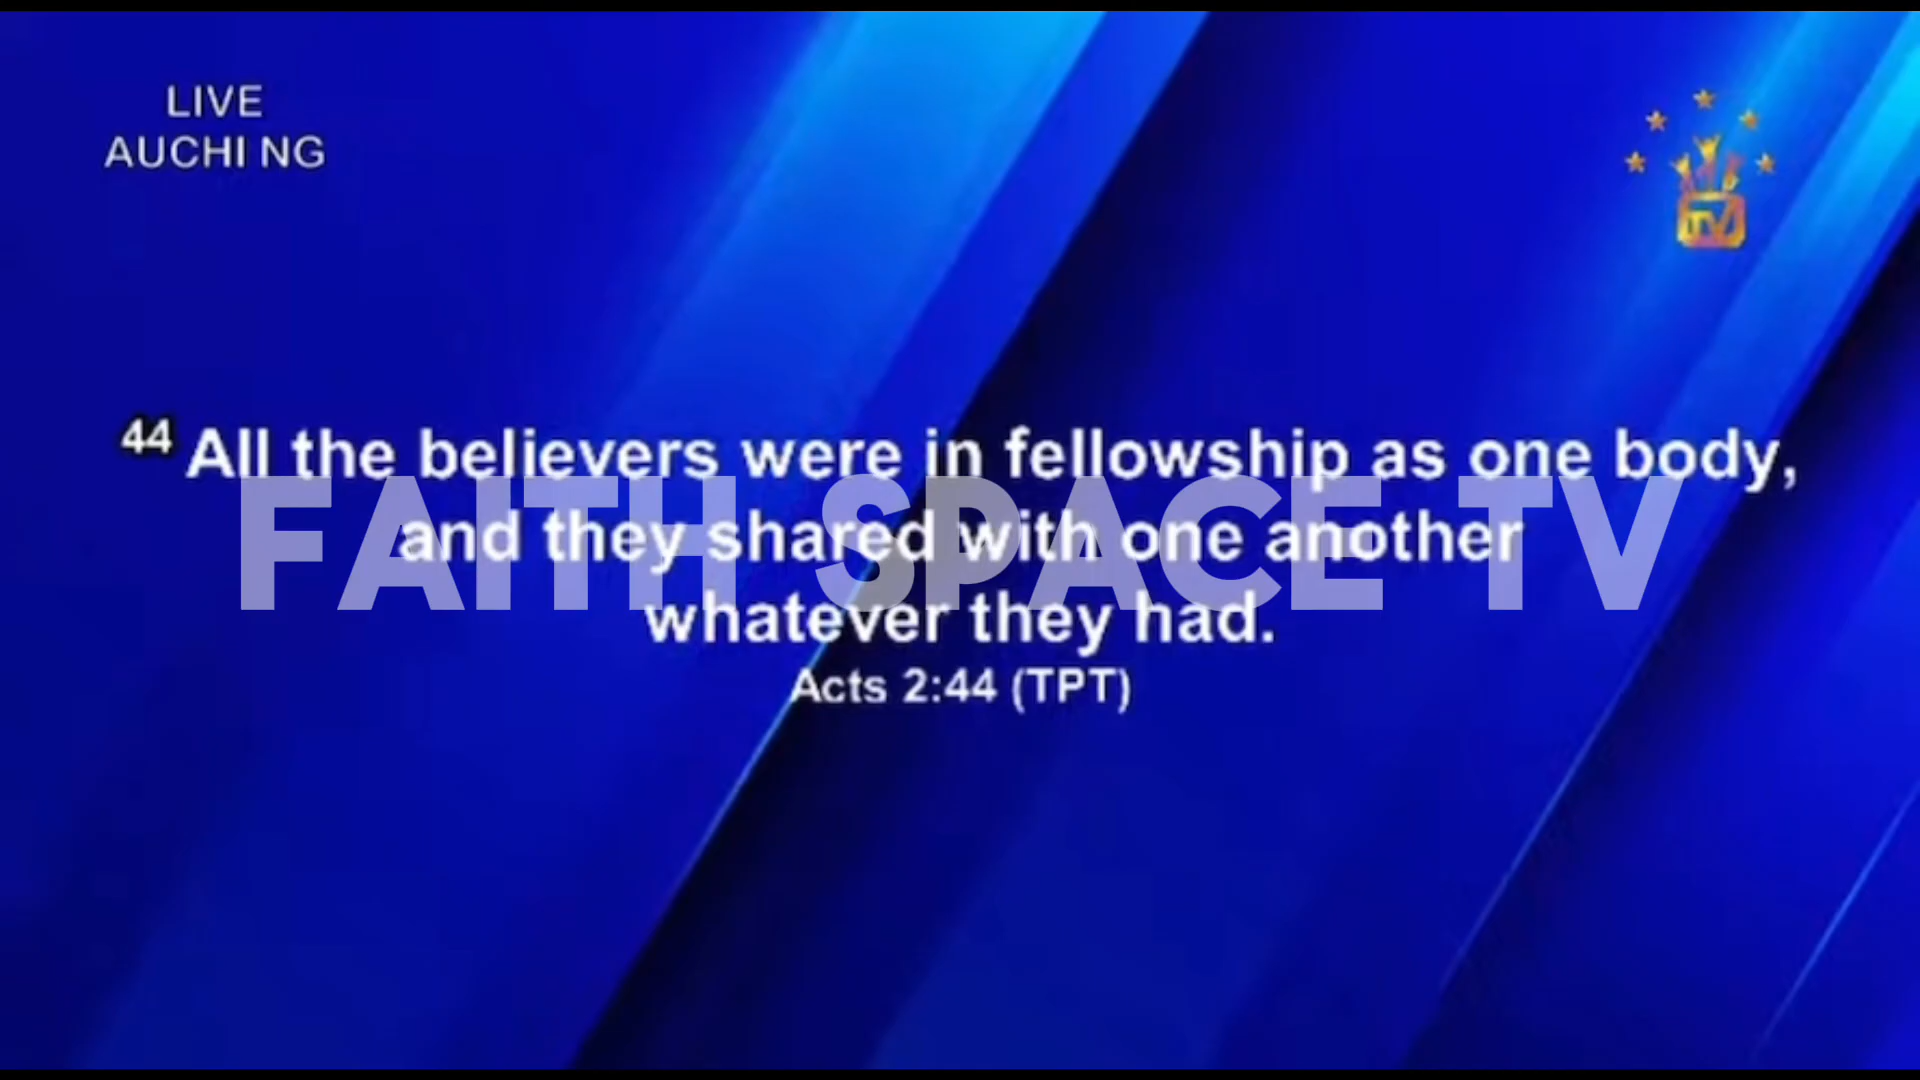 LIVE
AUCHI NG
TV
44 All the believers were in fellowship as one body,
and they shared with one another
whatever they had.
Acts 2:44 (TPT)
FAITH SPACE TV